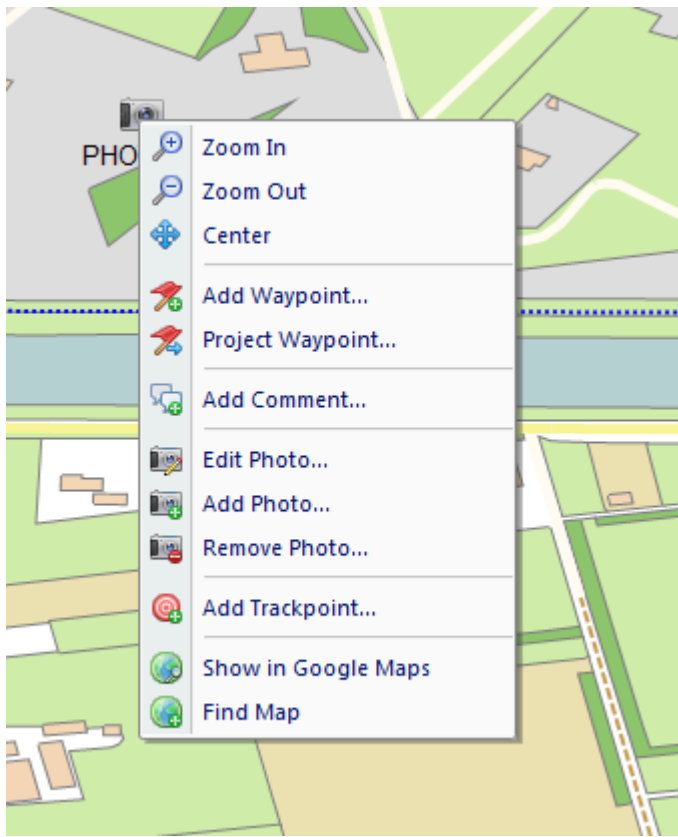 PHO
Zoom In
Zoom Out
Center
Add Waypoint...
Project Waypoint...
Add Comment...
Edit Photo...
Add Photo...
Remove Photo...
Add Trackpoint...
Show in Google Maps
Find Map